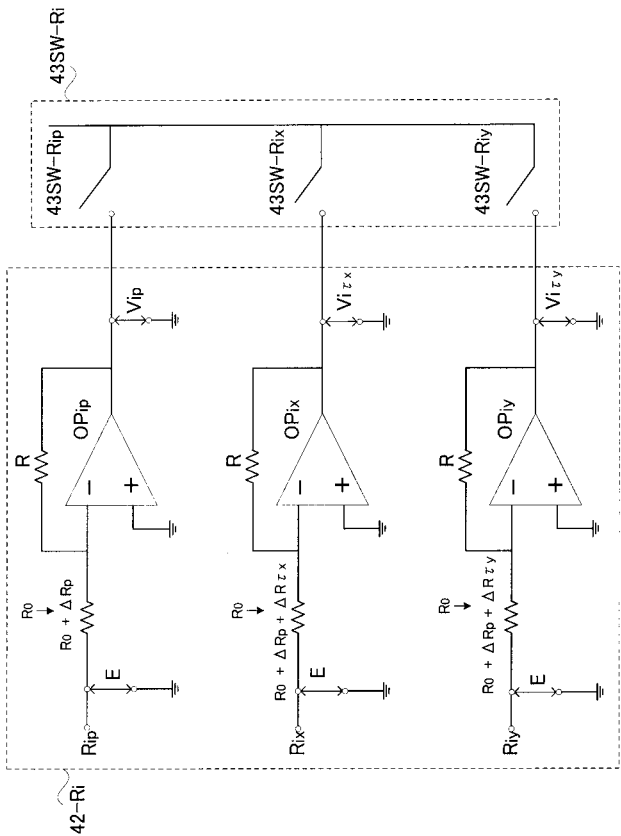 42-Ri
43SW-Ri
Rip
E
R0
R0 + ΔRp
R
OPip
Vip
43SW-Rip
Rix
E
R0
R0 + ΔRp + ΔRτx
R
OPix
Viτx
43SW-Rix
Riy
E
R0
R0 + ΔRp + ΔRτy
R
OPiy
Viτy
43SW-Riy